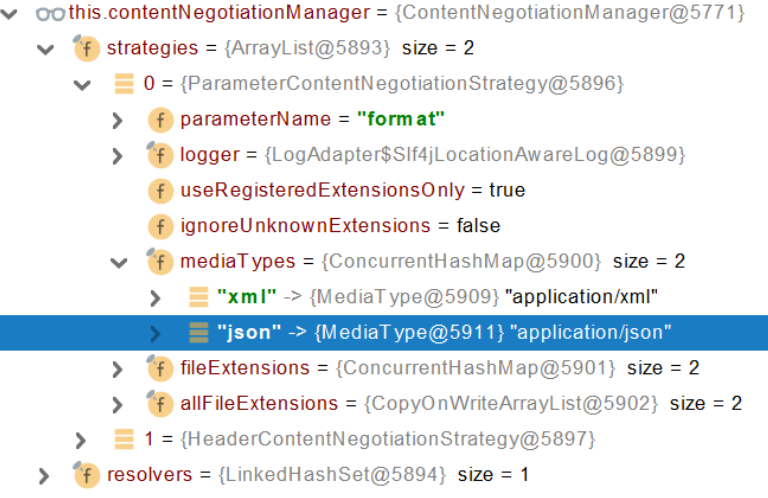 this.contentNegotiationManager = {ContentNegotiationManager@5771}
f strategies = {ArrayList@5893} size = 2
0 = {ParameterContentNegotiationStrategy@5896}
f parameterName = "format"
f logger = {LogAdapter$Slf4jLocationAwareLog@5899}
f useRegisteredExtensionsOnly = true
f ignoreUnknownExtensions = false
f mediaTypes = {ConcurrentHashMap@5900} size = 2
"xml" -> {MediaType@5909} "application/xml"
"json" -> {MediaType@5911} "application/json"
f fileExtensions = {ConcurrentHashMap@5901} size = 2
f allFileExtensions = {CopyOnWriteArrayList@5902} size = 2
1 = {HeaderContentNegotiationStrategy@5897}
f resolvers = {LinkedHashSet@5894} size = 1